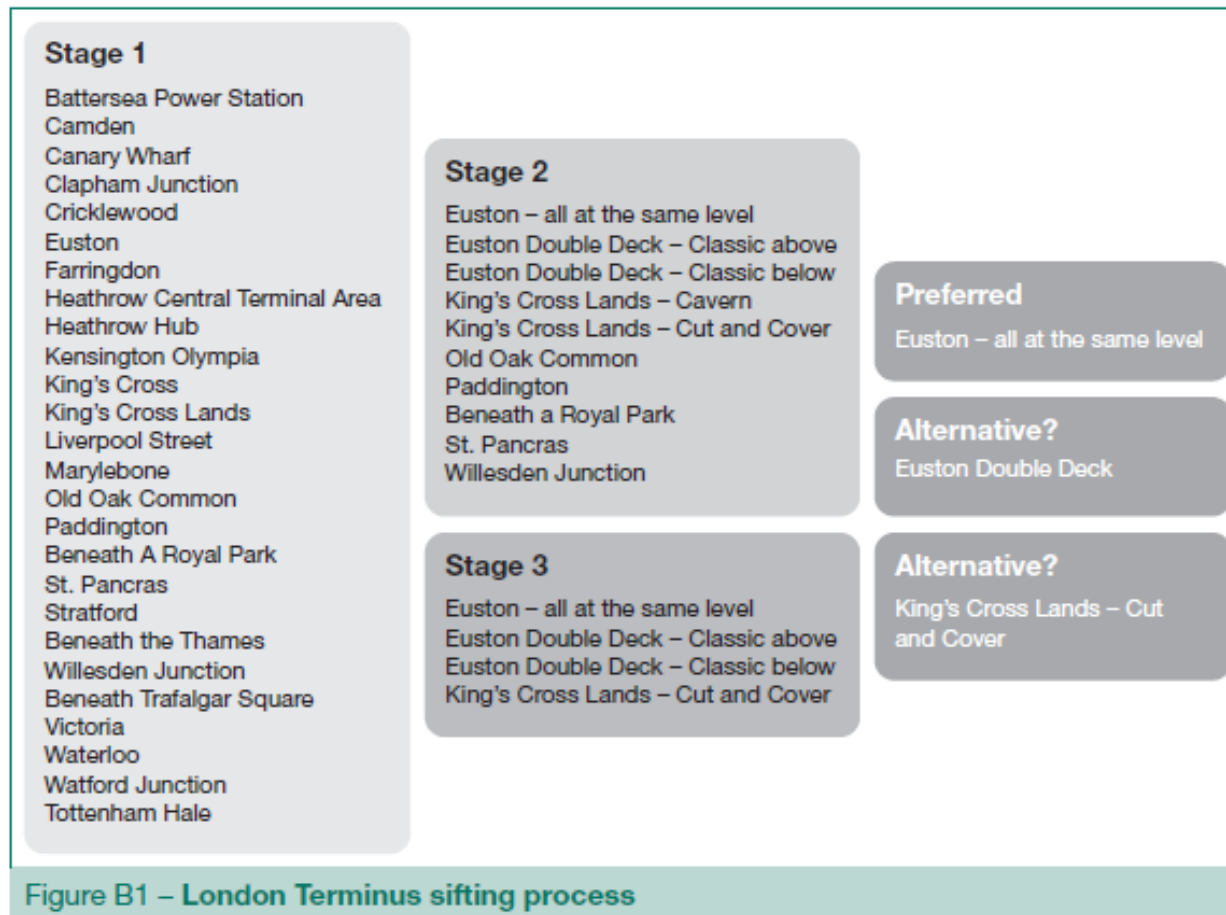 Stage 1
Battersea Power Station
Camden
Canary Wharf
Clapham Junction
Cricklewood
Euston
Farringdon
Heathrow Central Terminal Area
Heathrow Hub
Kensington Olympia
King's Cross
King's Cross Lands
Liverpool Street
Marylebone
Old Oak Common
Paddington
Beneath A Royal Park
St. Pancras
Stratford
Beneath the Thames
Willesden Junction
Beneath Trafalgar Square
Victoria
Waterloo
Watford Junction
Tottenham Hale
Stage 2
Euston – all at the same level
Euston Double Deck – Classic above
Euston Double Deck – Classic below
King's Cross Lands – Cavern
King's Cross Lands – Cut and Cover
Old Oak Common
Paddington
Beneath a Royal Park
St. Pancras
Willesden Junction
Stage 3
Euston – all at the same level
Euston Double Deck – Classic above
Euston Double Deck – Classic below
King's Cross Lands – Cut and Cover
Preferred
Euston – all at the same level
Alternative?
Euston Double Deck
Alternative?
King's Cross Lands – Cut
and Cover
Figure B1 – London Terminus sifting process